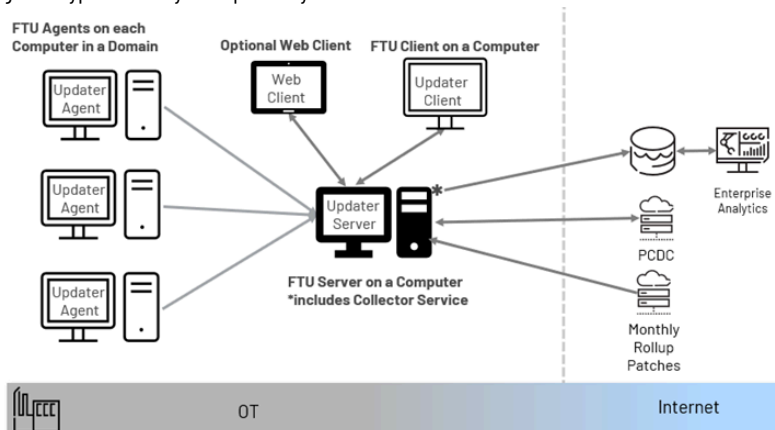 FTU Agents on each
Computer in a Domain
Optional Web Client
FTU Client on a Computer
Updater
Agent
Web
Client
Updater
Client
Updater
Agent
Updater
Server
*
Enterprise
Analytics
PCDC
FTU Server on a Computer
*includes Collector Service
Updater
Agent
Monthly
Rollup
Patches
OT
Internet